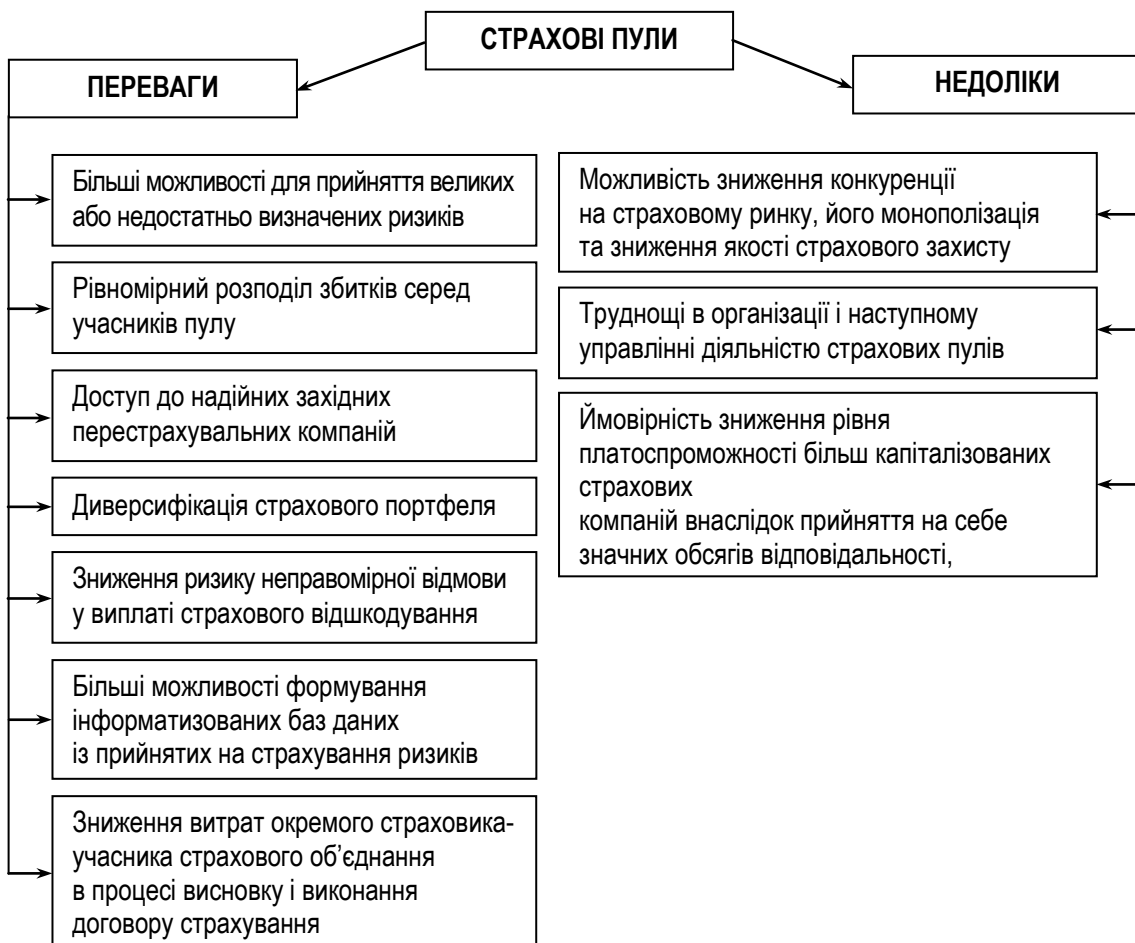 СТРАХОВІ ПУЛИ
ПЕРЕВАГИ
Більші можливості для прийняття великих
або недостатньо визначених ризиків
Рівномірний розподіл збитків серед
учасників пулу
Доступ до надійних західних
перестрахувальних компаній
Диверсифікація страхового портфеля
Зниження ризику неправомірної відмови
у виплаті страхового відшкодування
Більші можливості формування
інформатизованих баз даних
із прийнятих на страхування ризиків
Зниження витрат окремого страховика-
учасника страхового об’єднання
в процесі висновку і виконання
договору страхування
НЕДОЛІКИ
Можливість зниження конкуренції
на страховому ринку, його монополізація
та зниження якості страхового захисту
Труднощі в організації і наступному
управлінні діяльністю страхових пулів
Ймовірність зниження рівня
платоспроможності більш капіталізованих
страхових
компаній внаслідок прийняття на себе
значних обсягів відповідальності,